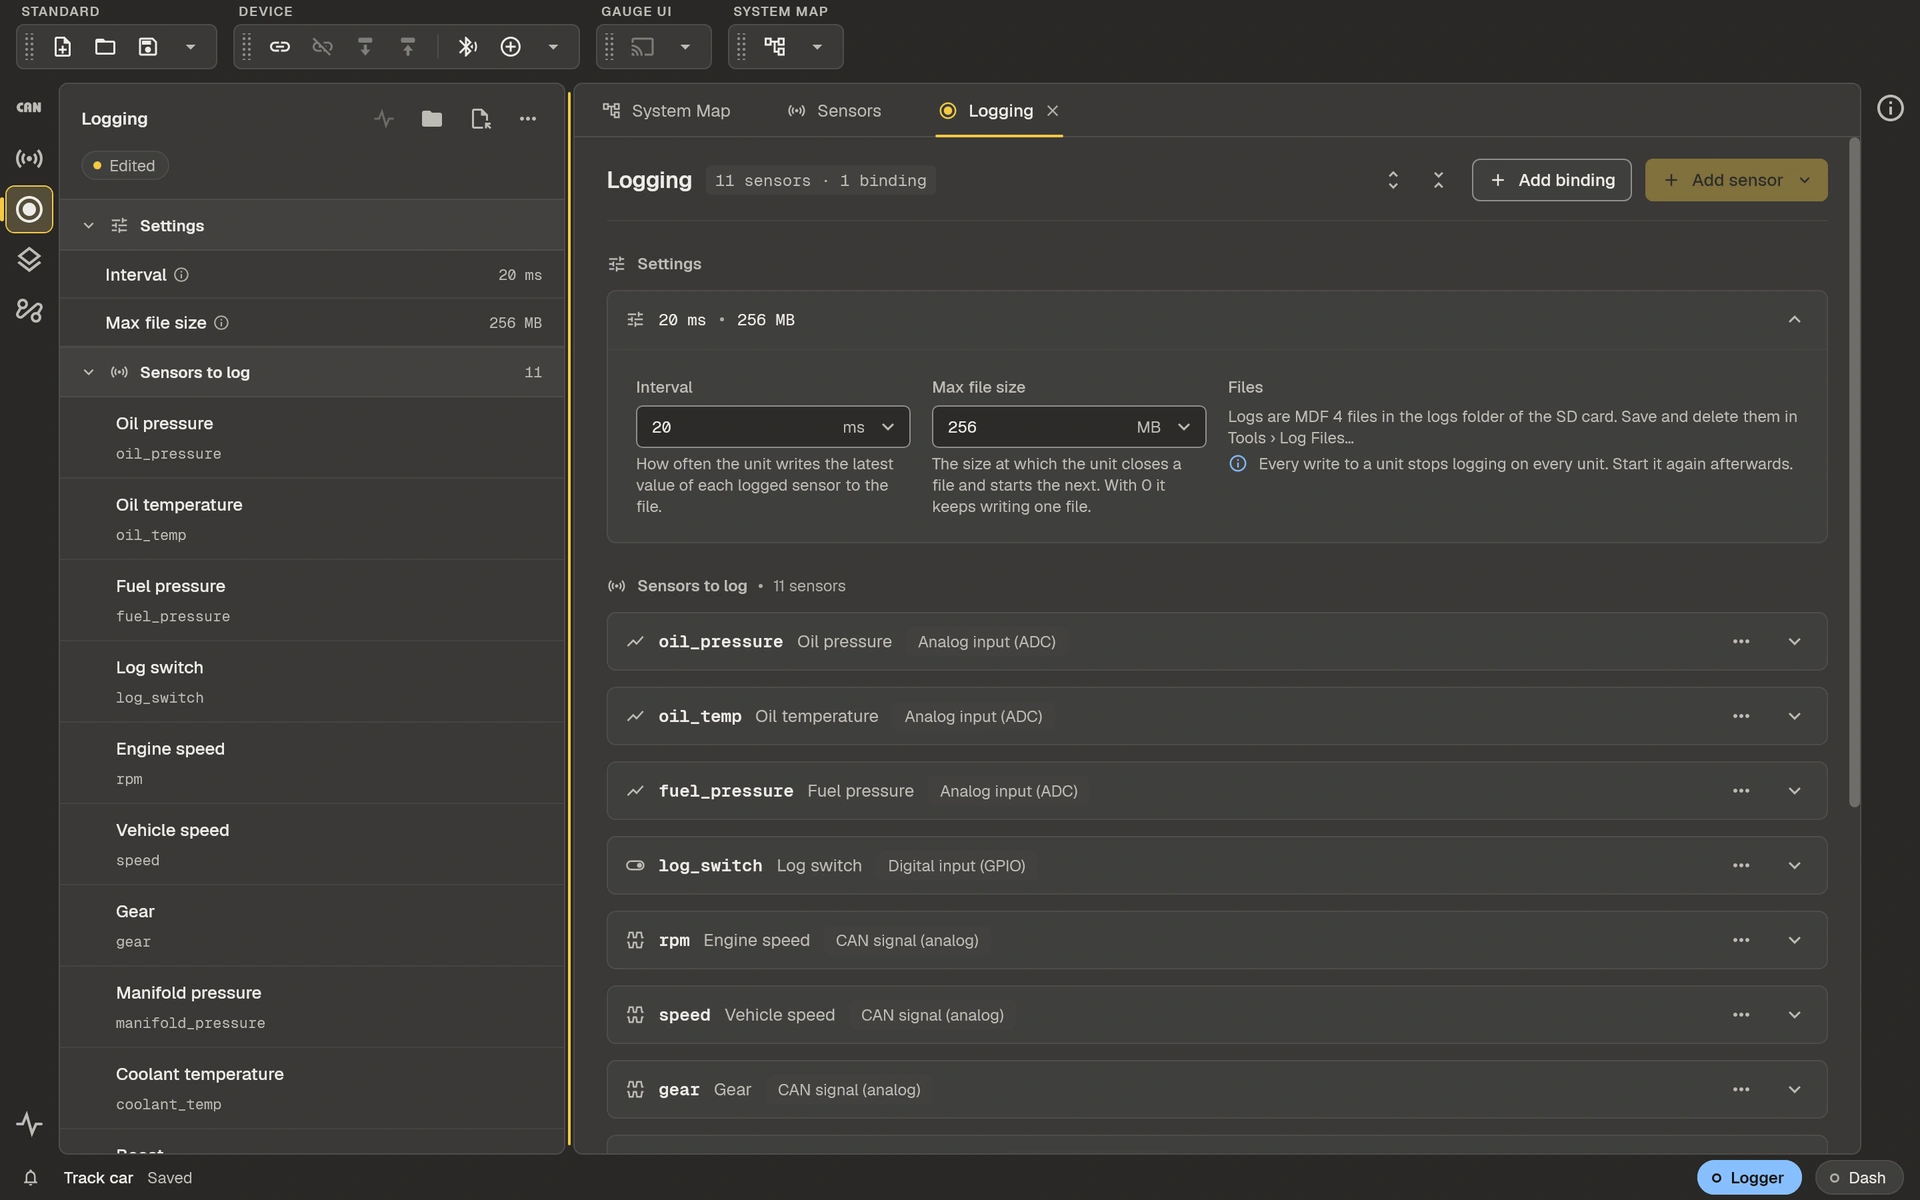 STANDARD
DEVICE
GAUGE UI
SYSTEM MAP
CAN
Logging
Edited
Settings
Interval
20 ms
Max file size
256 MB
Sensors to log
11
Oil pressure
oil_pressure
Oil temperature
oil_temp
Fuel pressure
fuel_pressure
Log switch
log_switch
Engine speed
rpm
Vehicle speed
speed
Gear
gear
Manifold pressure
manifold_pressure
Coolant temperature
coolant_temp
System Map
Sensors
Logging
Logging
11 sensors · 1 binding
Add binding
Add sensor
Settings
20 ms • 256 MB
Interval
20 ms
How often the unit writes the latest
value of each logged sensor to the
file.
Max file size
256 MB
The size at which the unit closes a
file and starts the next. With 0 it
keeps writing one file.
Files
Logs are MDF 4 files in the logs folder of the SD card. Save and delete them in
Tools › Log Files…
Every write to a unit stops logging on every unit. Start it again afterwards.
Sensors to log • 11 sensors
oil_pressure Oil pressure Analog input (ADC)
oil_temp Oil temperature Analog input (ADC)
fuel_pressure Fuel pressure Analog input (ADC)
log_switch Log switch Digital input (GPIO)
rpm Engine speed CAN signal (analog)
speed Vehicle speed CAN signal (analog)
gear Gear CAN signal (analog)
Track car Saved
Logger
Dash